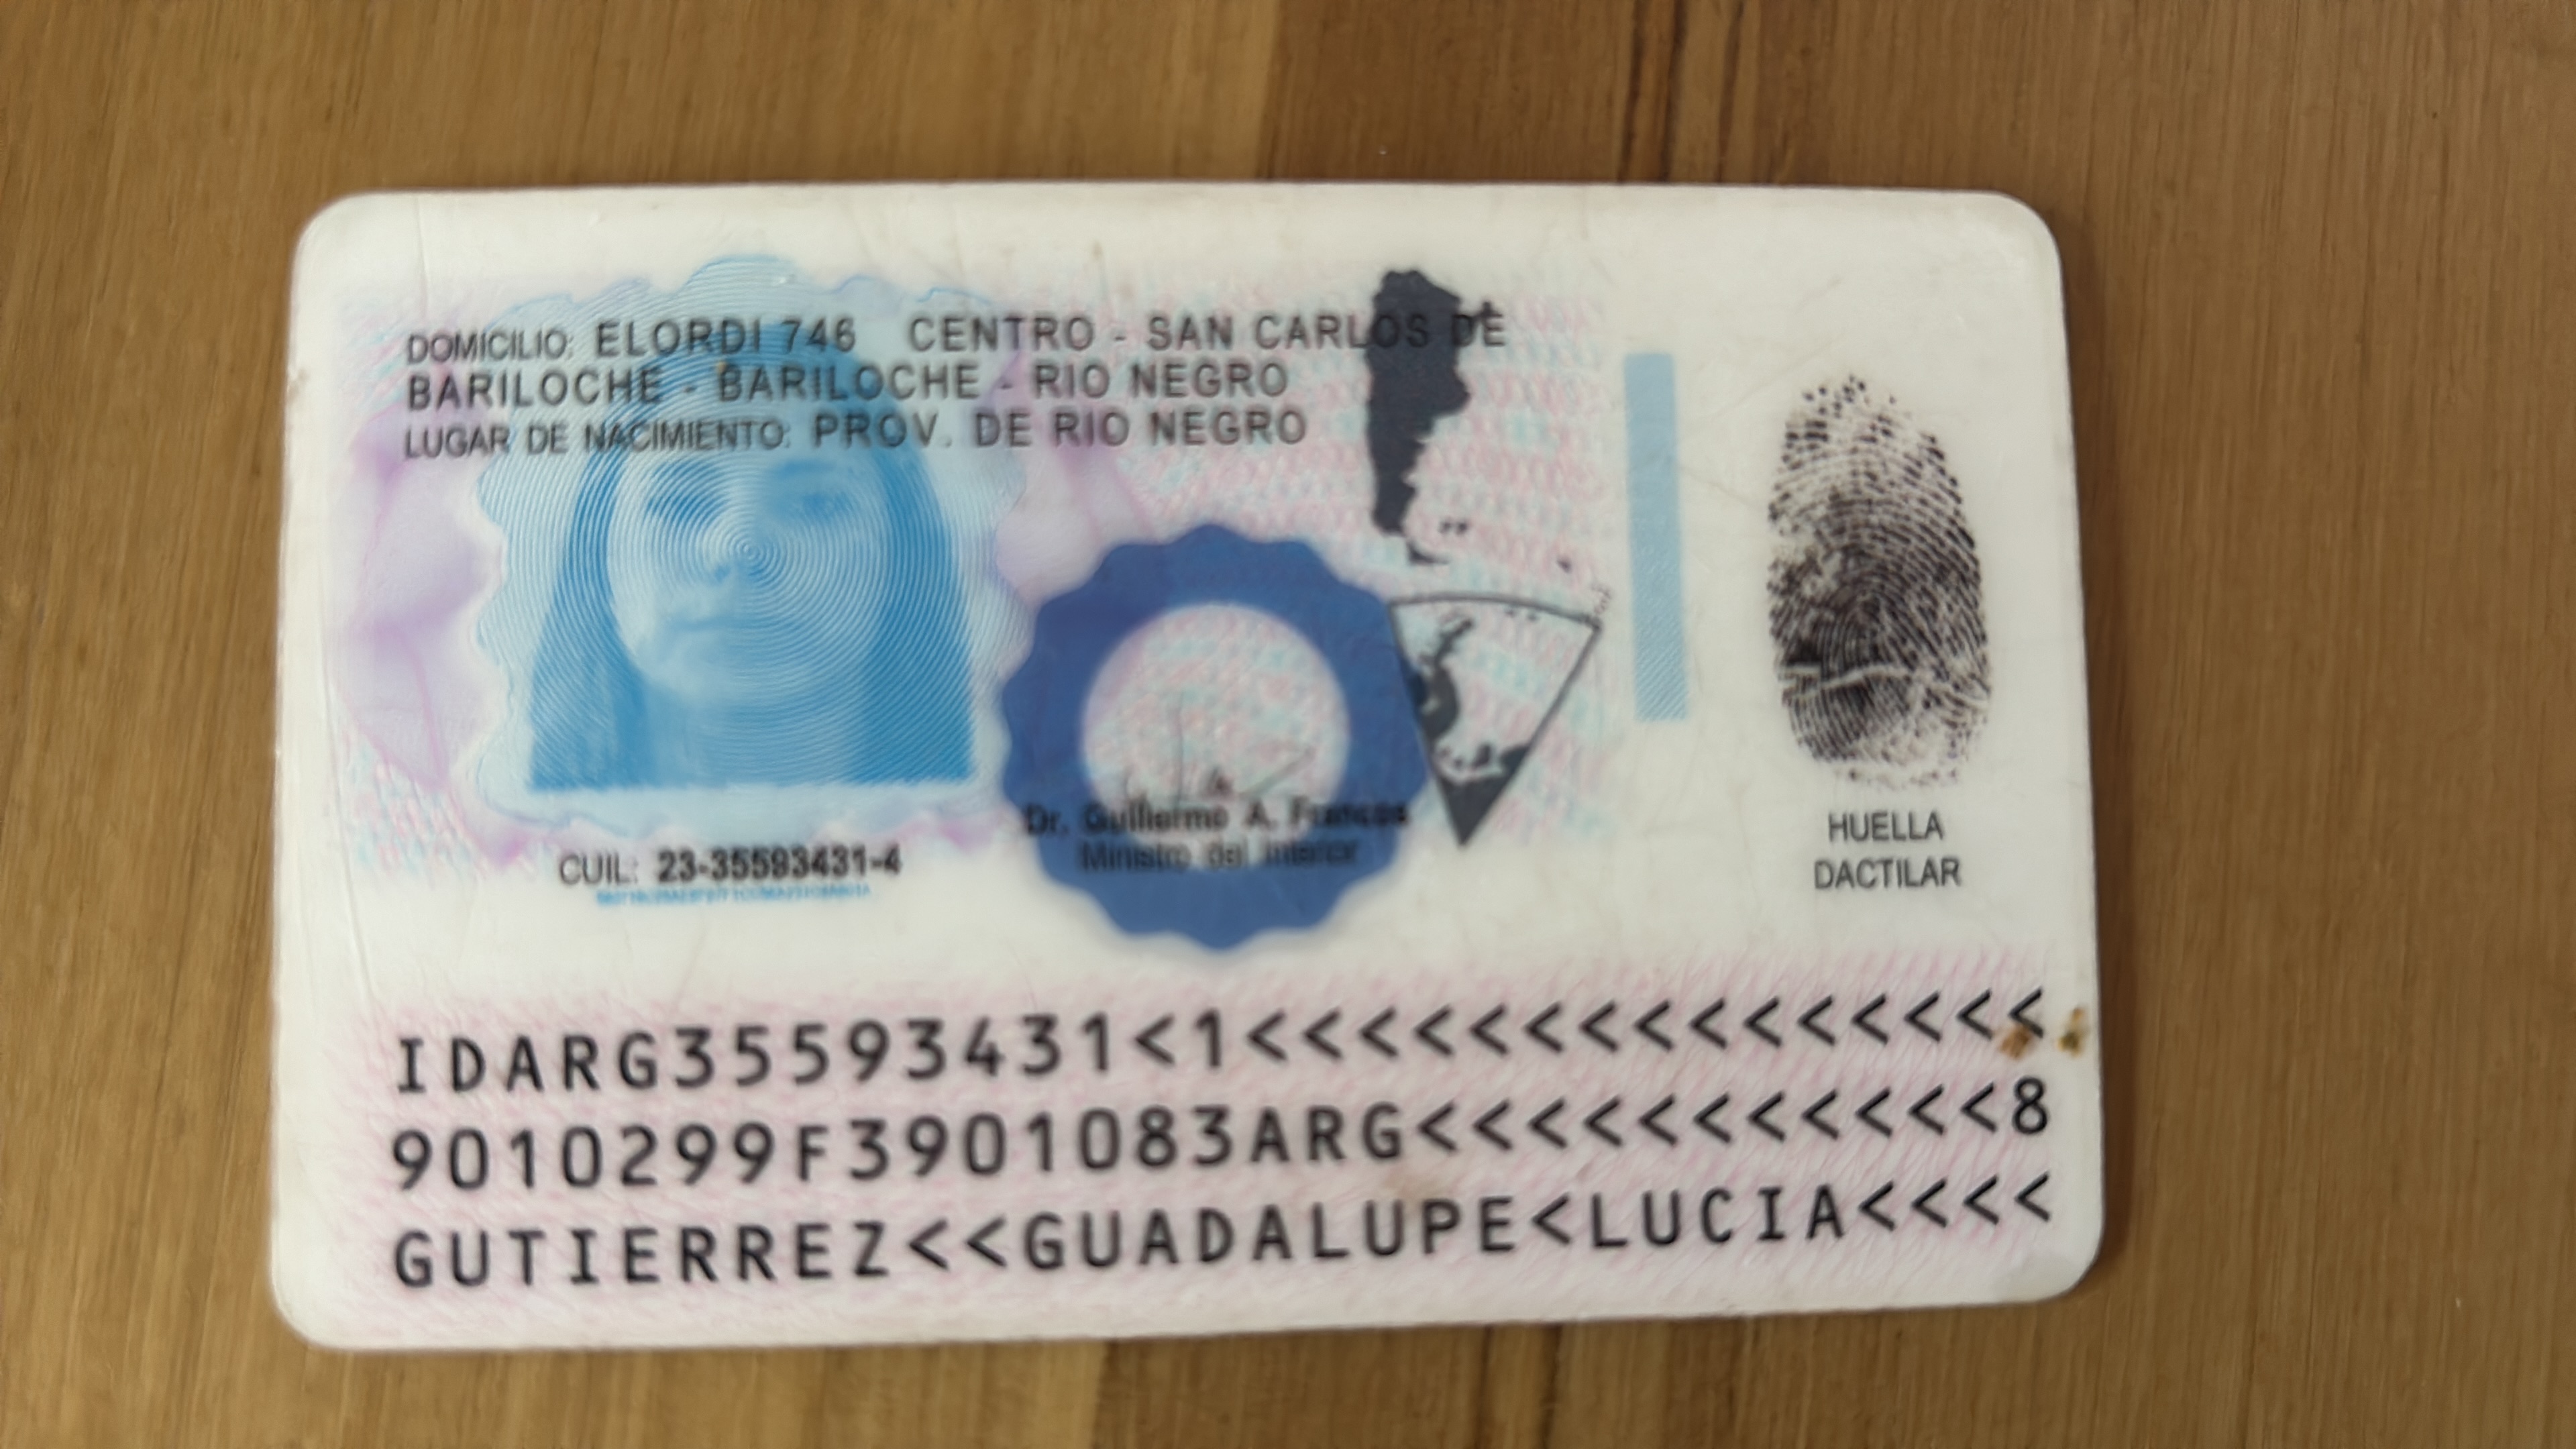 DOMICILIO: ELORDI 746 CENTRO - SAN CARLOS DE
BARILOCHE - BARILOCHE - RIO NEGRO
LUGAR DE NACIMIENTO: PROV. DE RIO NEGRO
CUIL: 23-35593431-4
Dr. Guillermo A. Francos
Ministro del Interior
HUELLA
DACTILAR
IDARG35593431<1<<<<<<<<<<<<<<<
9010299F3901083ARG<<<<<<<<<<<8
GUTIERREZ<<GUADALUPE<LUCIA<<<<